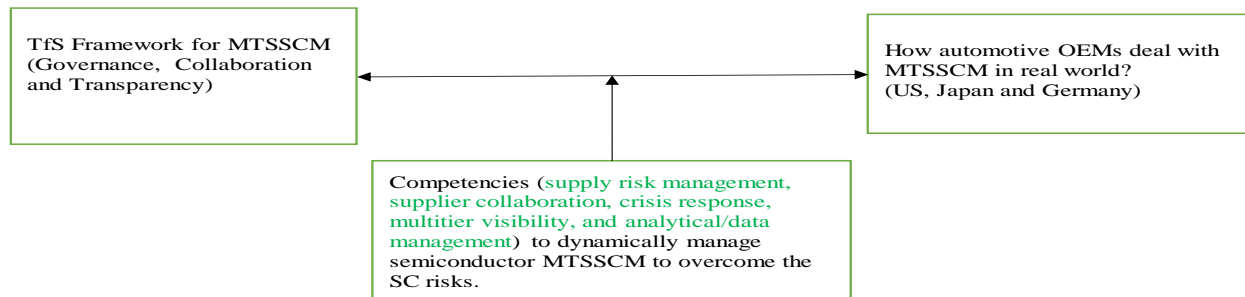 TfS Framework for MTSSCM
(Governance, Collaboration
and Transparency)
How automotive OEMs deal with
MTSSCM in real world?
(US, Japan and Germany)
Competencies (supply risk management,
supplier collaboration, crisis response,
multitier visibility, and analytical/data
management) to dynamically manage
semiconductor MTSSCM to overcome the
SC risks.